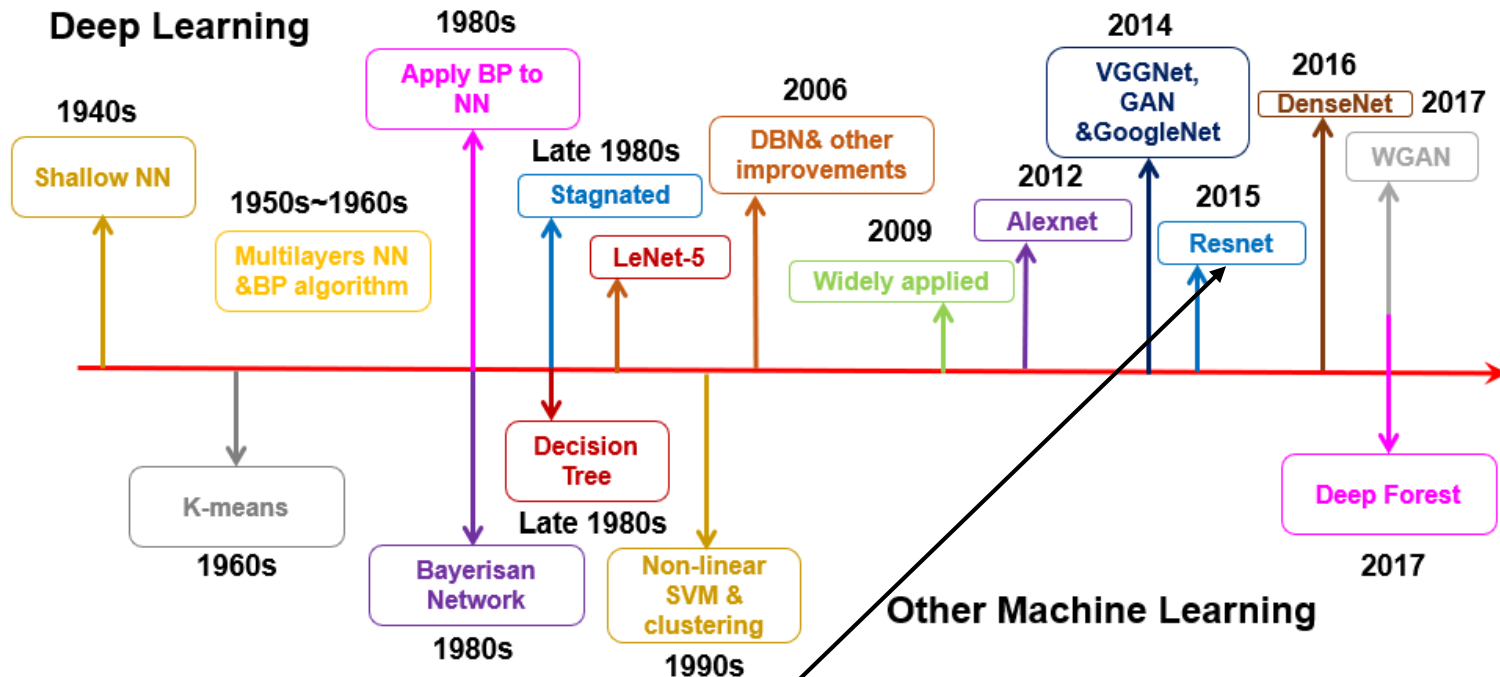 Deep Learning
1940s
Shallow NN
1950s~1960s
Multilayers NN
&BP algorithm
1980s
Apply BP to
NN
Late 1980s
Stagnated
LeNet-5
2006
DBN& other
improvements
2009
Widely applied
2012
Alexnet
2014
VGGNet,
GAN
&GoogleNet
2015
Resnet
2016
DenseNet
2017
WGAN
K-means
1960s
Bayerisan
Network
1980s
Decision
Tree
Late 1980s
Non-linear
SVM &
clustering
1990s
Other Machine Learning
Deep Forest
2017